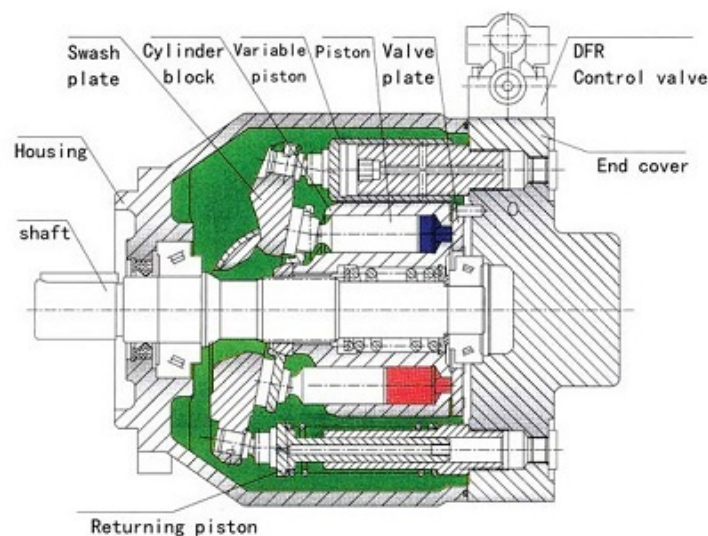 Swash
plate
Cylinder
block
Variable
piston
Piston
Valve
plate
DFR
Control valve
Housing
End cover
shaft
Returning piston